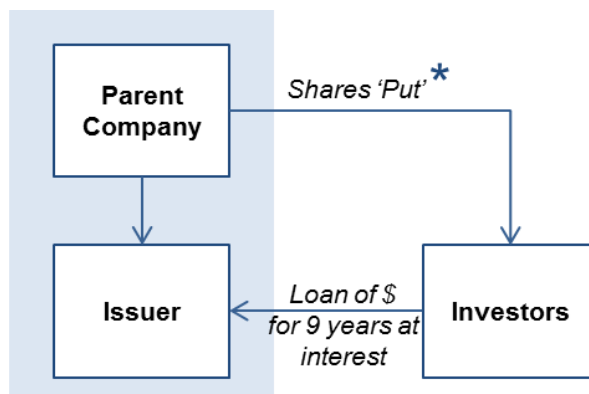 Parent
Company
Shares ‘Put’ *
Issuer
Loan of $
for 9 years at
interest
Investors